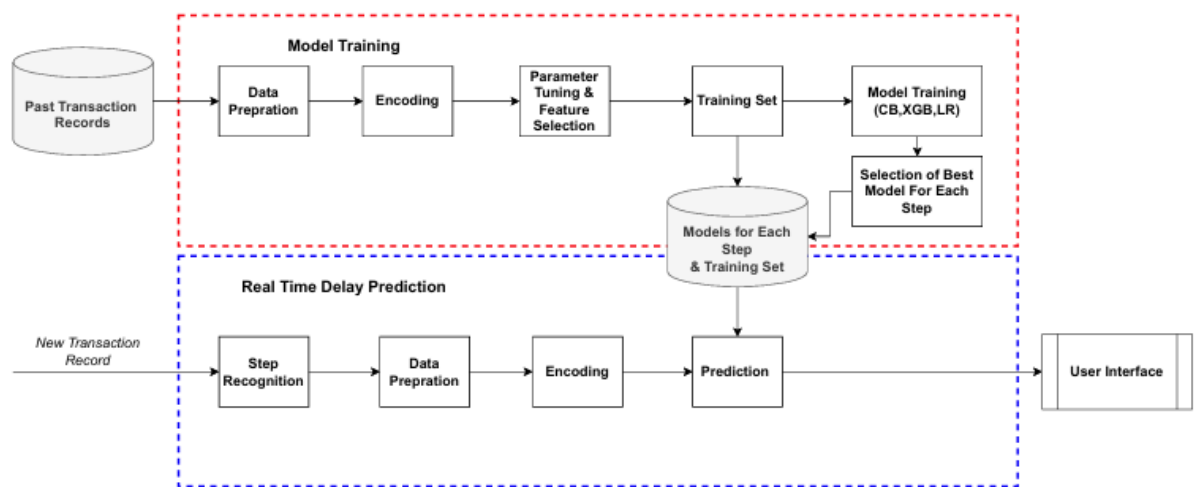 Model Training
Past Transaction
Records
Data
Prepration
Encoding
Parameter
Tuning &
Feature
Selection
Training Set
Model Training
(CB,XGB,LR)
Selection of Best
Model For Each
Step
Models for Each
Step
& Training Set
Real Time Delay Prediction
New Transaction
Record
Step
Recognition
Data
Prepration
Encoding
Prediction
User Interface